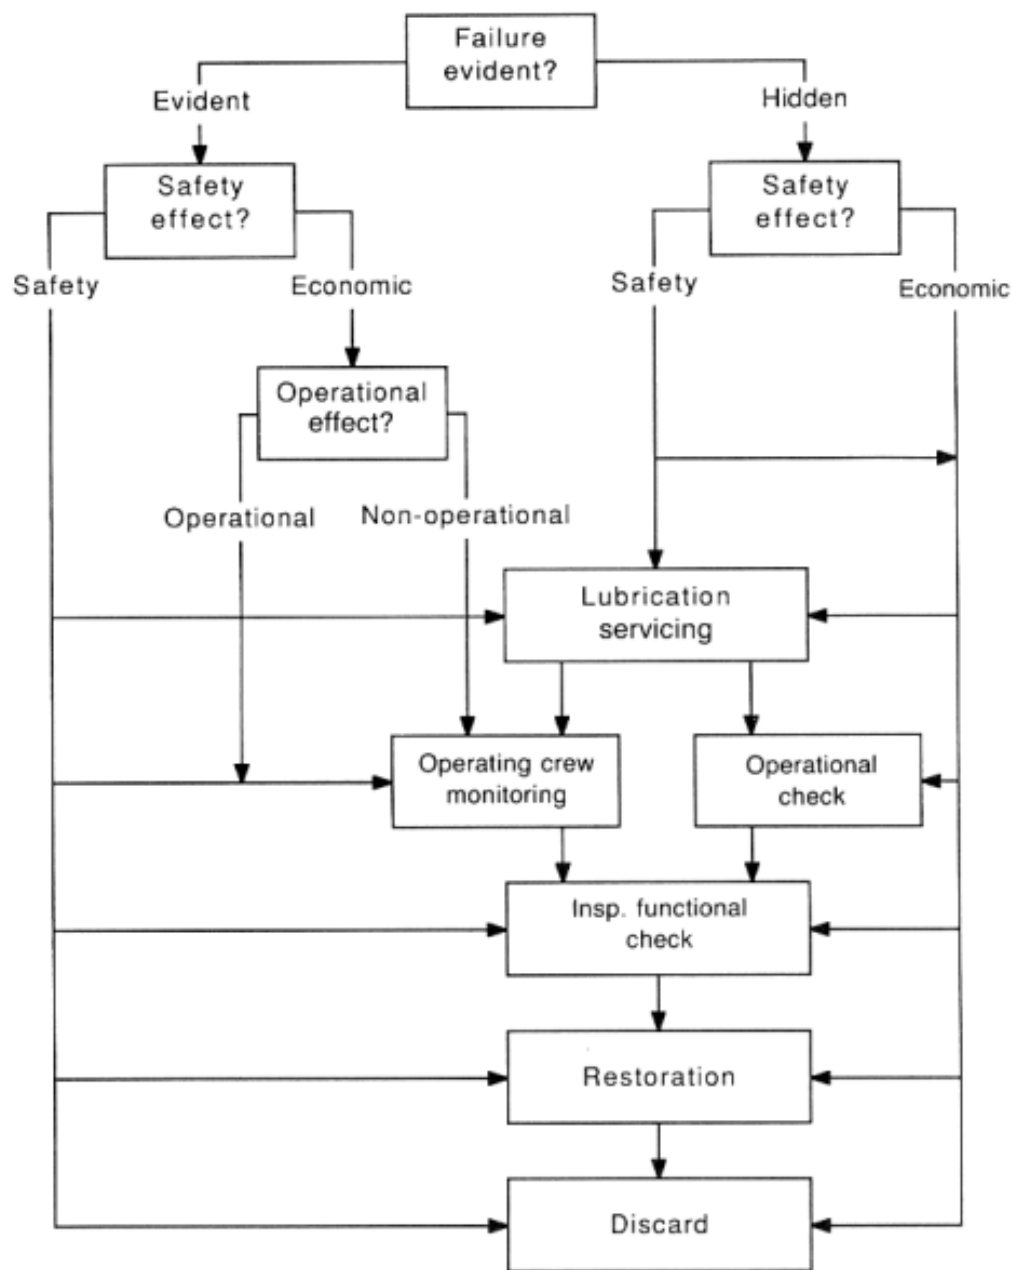 Failure
evident?
Evident
Hidden
Safety
effect?
Safety
effect?
Safety
Economic
Safety
Economic
Operational
effect?
Operational
Non-operational
Lubrication
servicing
Operating crew
monitoring
Operational
check
Insp. functional
check
Restoration
Discard